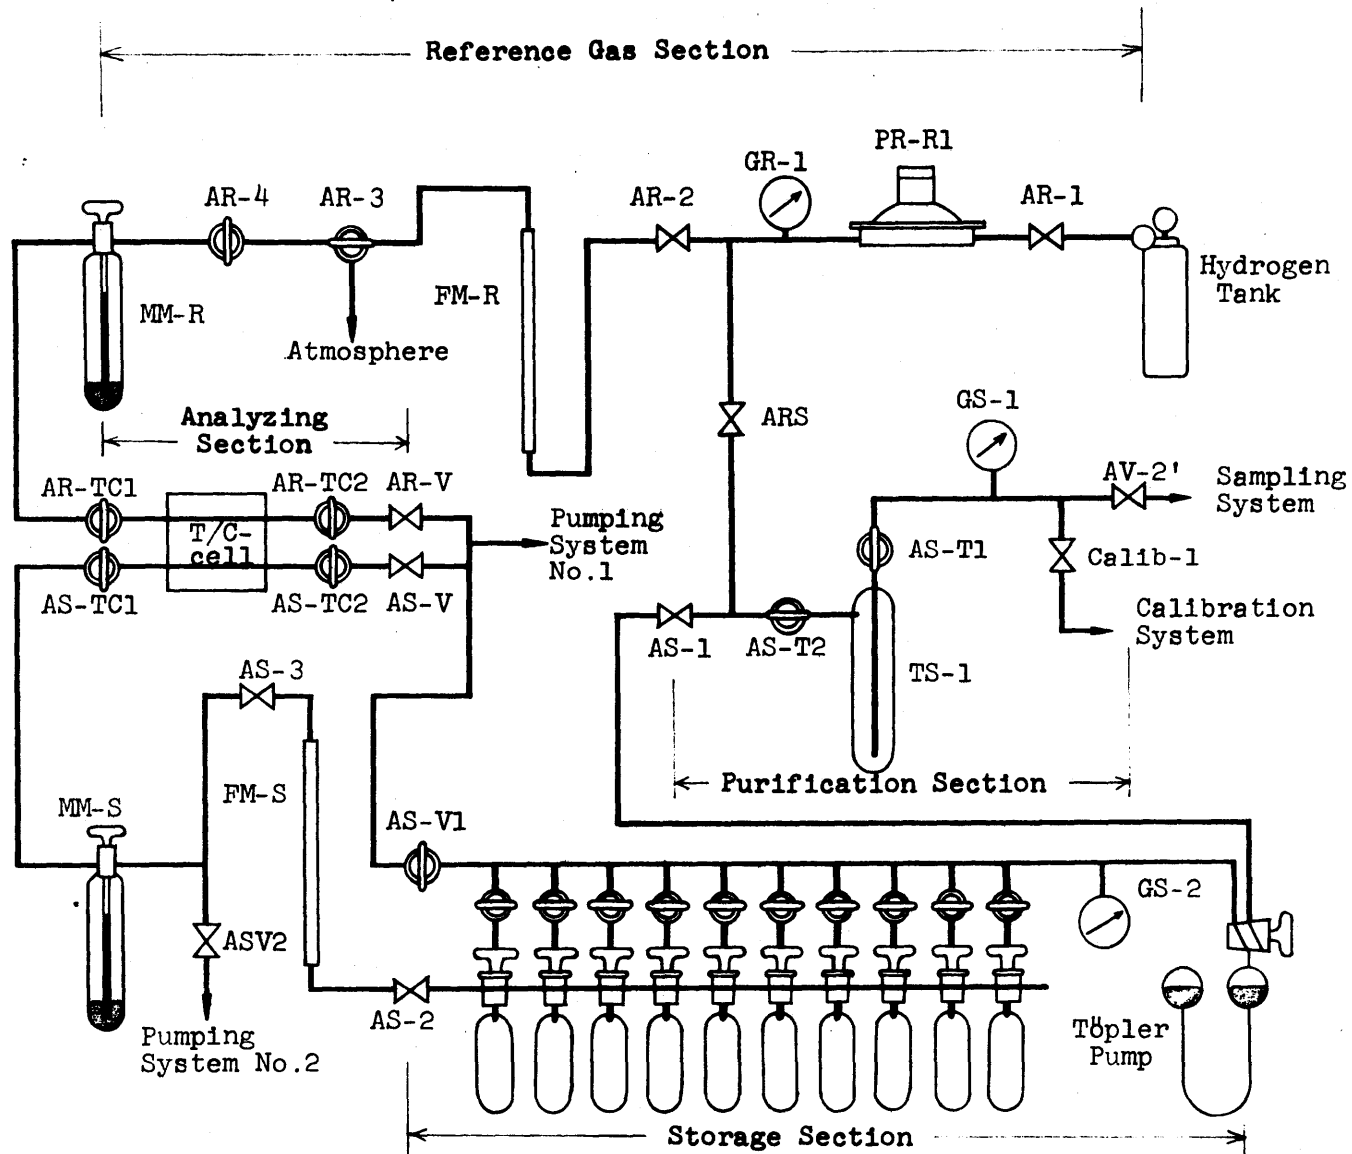 Reference Gas Section
PR-R1
GR-1
AR-4
AR-3
AR-2
AR-1
Hydrogen
Tank
FM-R
MM-R
Atmosphere
Analyzing
Section
GS-1
ARS
AV-2'
Sampling
System
AR-TC1
AR-TC2
AR-V
T/C-
cell
Pumping
System
No.1
AS-T1
Calib-1
AS-TC1
AS-TC2
AS-V
Calibration
System
AS-1
AS-T2
TS-1
AS-3
Purification Section
FM-S
MM-S
AS-V1
GS-2
ASV2
AS-2
Töpler
Pump
Pumping
System No.2
Storage Section